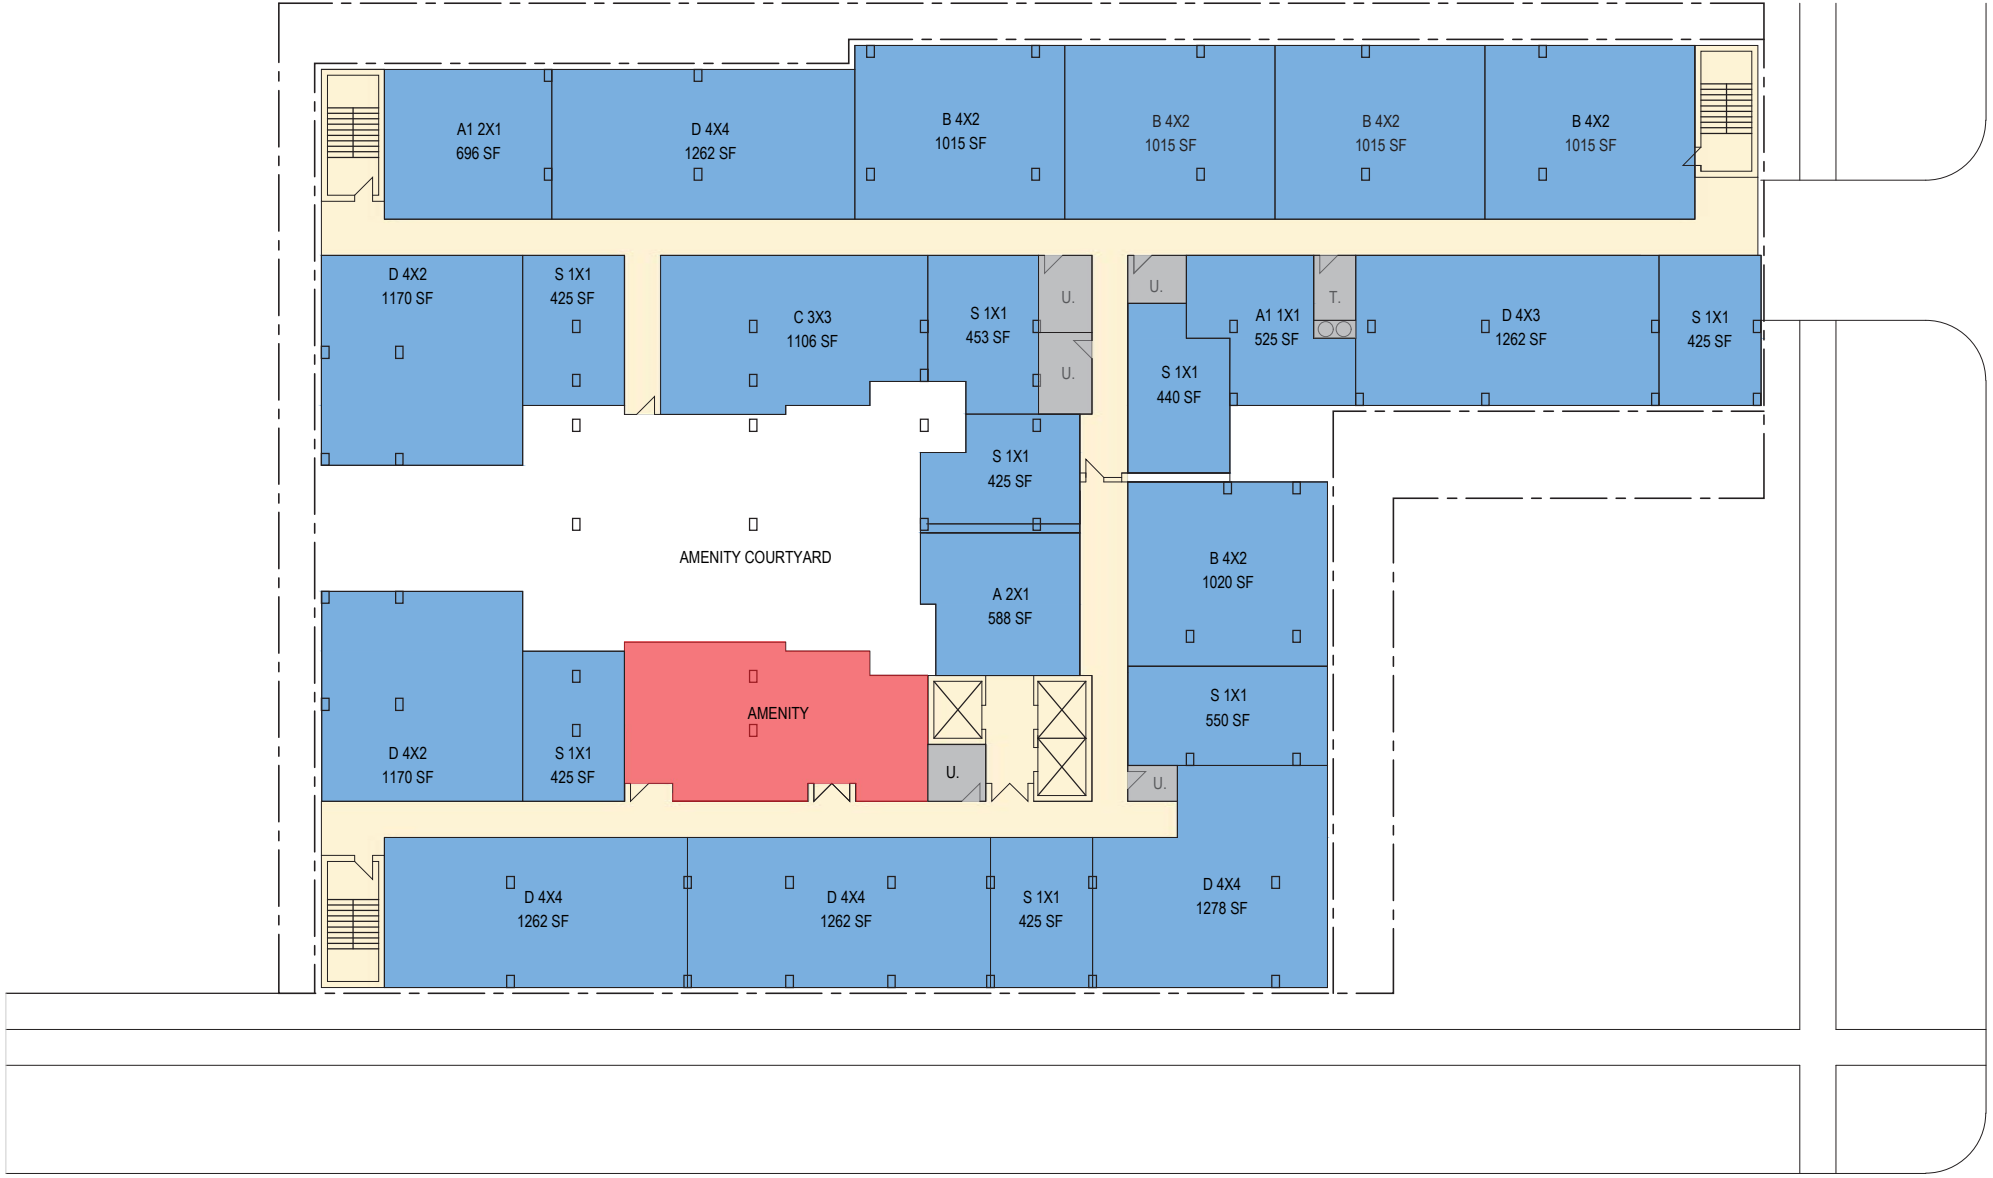 A1 2X1
696 SF
D 4X4
1262 SF
B 4X2
1015 SF
B 4X2
1015 SF
B 4X2
1015 SF
B 4X2
1015 SF
D 4X2
1170 SF
S 1X1
425 SF
C 3X3
1106 SF
S 1X1
453 SF
U.
U.
U.
S 1X1
440 SF
A1 1X1
525 SF
T.
D 4X3
1262 SF
S 1X1
425 SF
S 1X1
425 SF
AMENITY COURTYARD
A 2X1
588 SF
B 4X2
1020 SF
D 4X2
1170 SF
S 1X1
425 SF
AMENITY
U.
S 1X1
550 SF
U.
D 4X4
1262 SF
D 4X4
1262 SF
S 1X1
425 SF
D 4X4
1278 SF